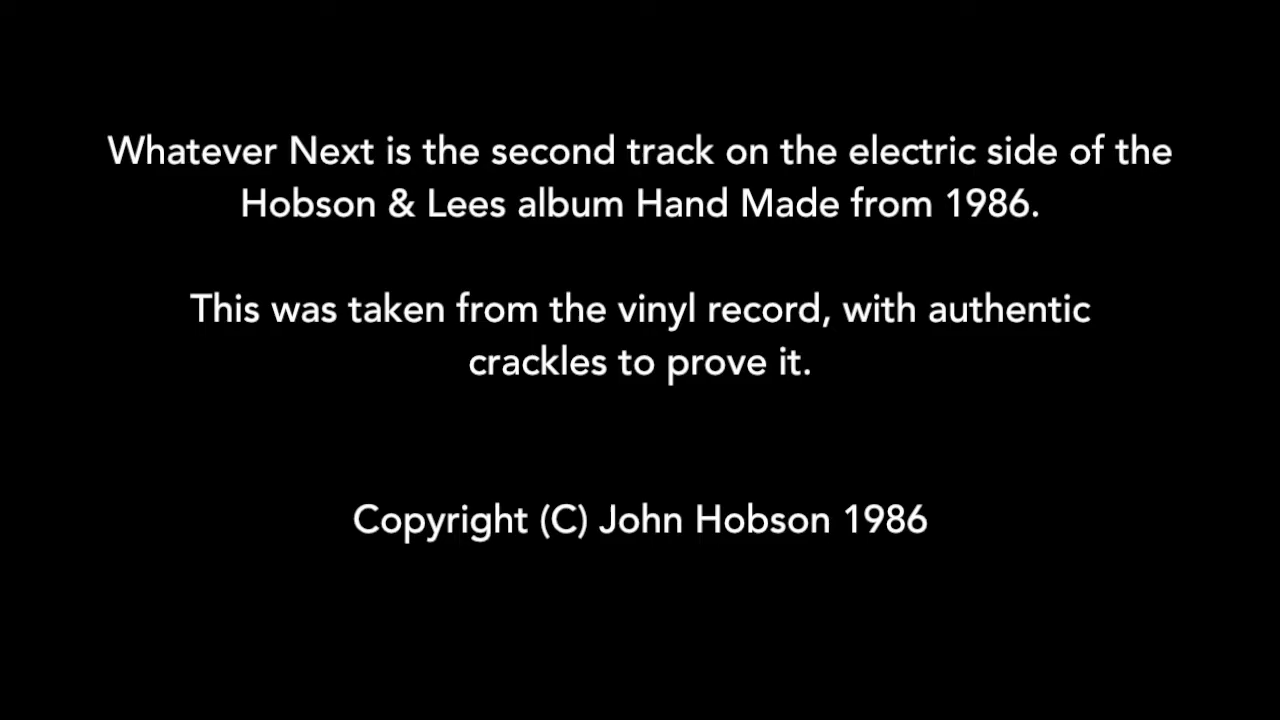 Whatever Next is the second track on the electric side of the
Hobson & Lees album Hand Made from 1986.
This was taken from the vinyl record, with authentic
crackles to prove it.
Copyright (C) John Hobson 1986